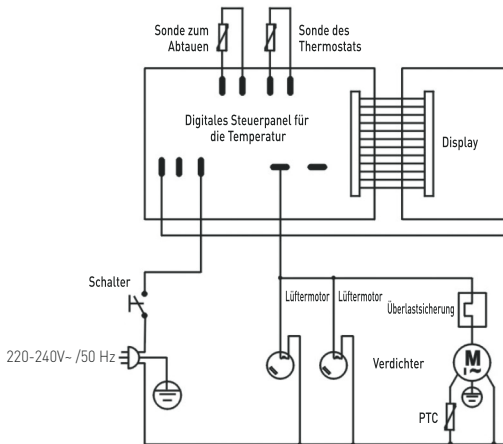 Sonde zum
Abtauen
Sonde des
Thermostats
Digitales Steuerpanel für
die Temperatur
Display
Schalter
Lüftermotor
Lüftermotor
Überlastsicherung
220-240V~ /50 Hz
Verdichter
M
1~
PTC